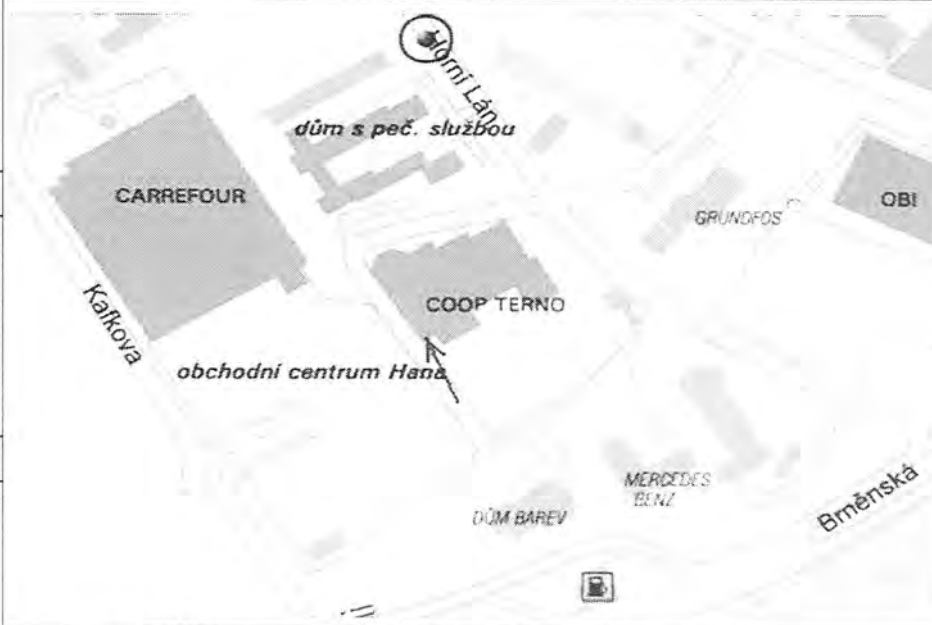 Horní Lán
dům s peč. službou
CARREFOUR
OBI
GRUNDFOS
Kafkova
COOP TERNO
obchodní centrum Haná
MERCEDES
BENZ
DŮM BAREV
Brněnská